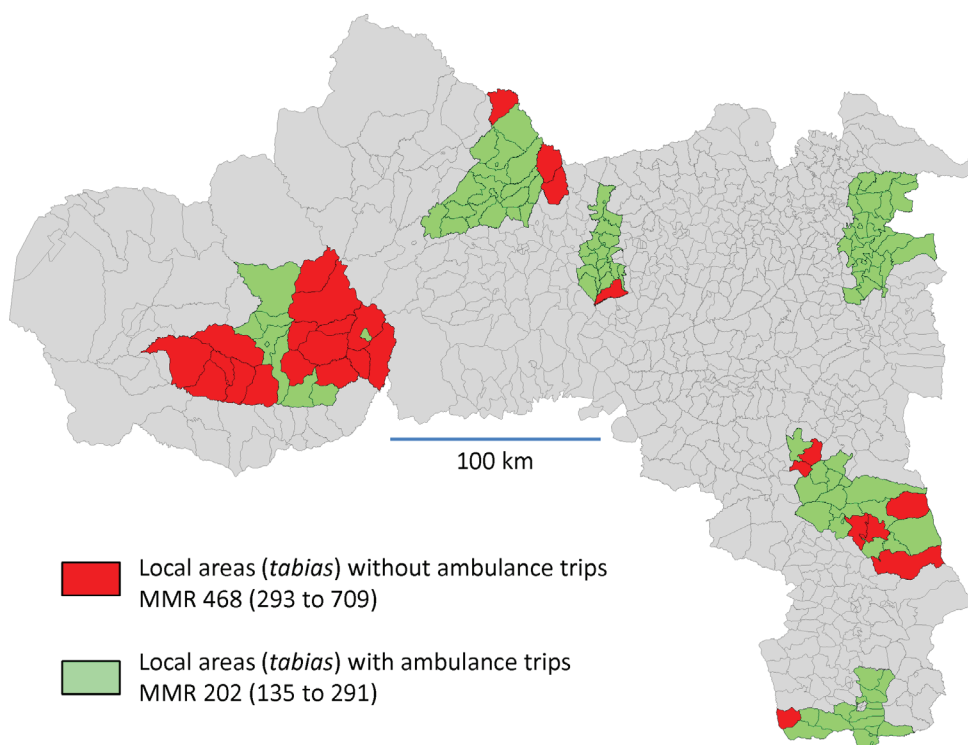 100 km
Local areas (tabias) without ambulance trips
MMR 468 (293 to 709)
Local areas (tabias) with ambulance trips
MMR 202 (135 to 291)